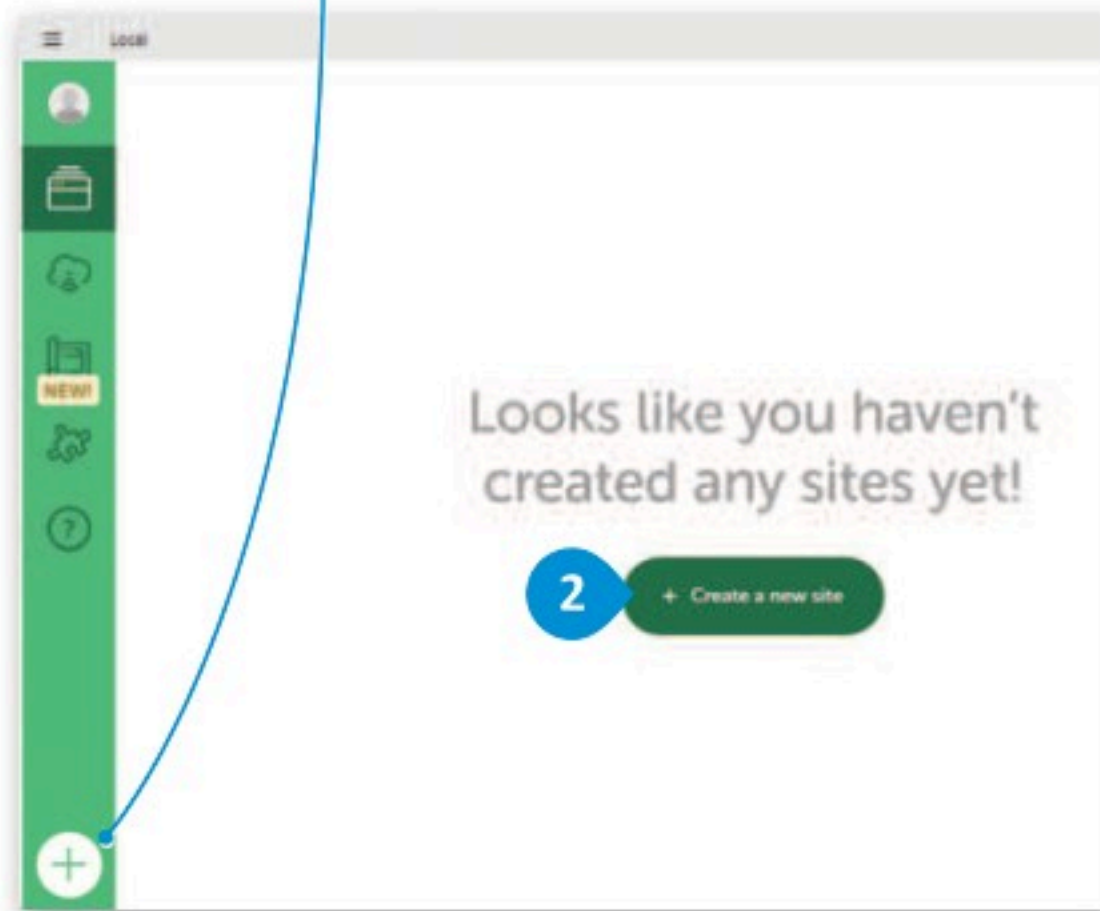 Local
NEW!
Looks like you haven't
created any sites yet!
2
+ Create a new site